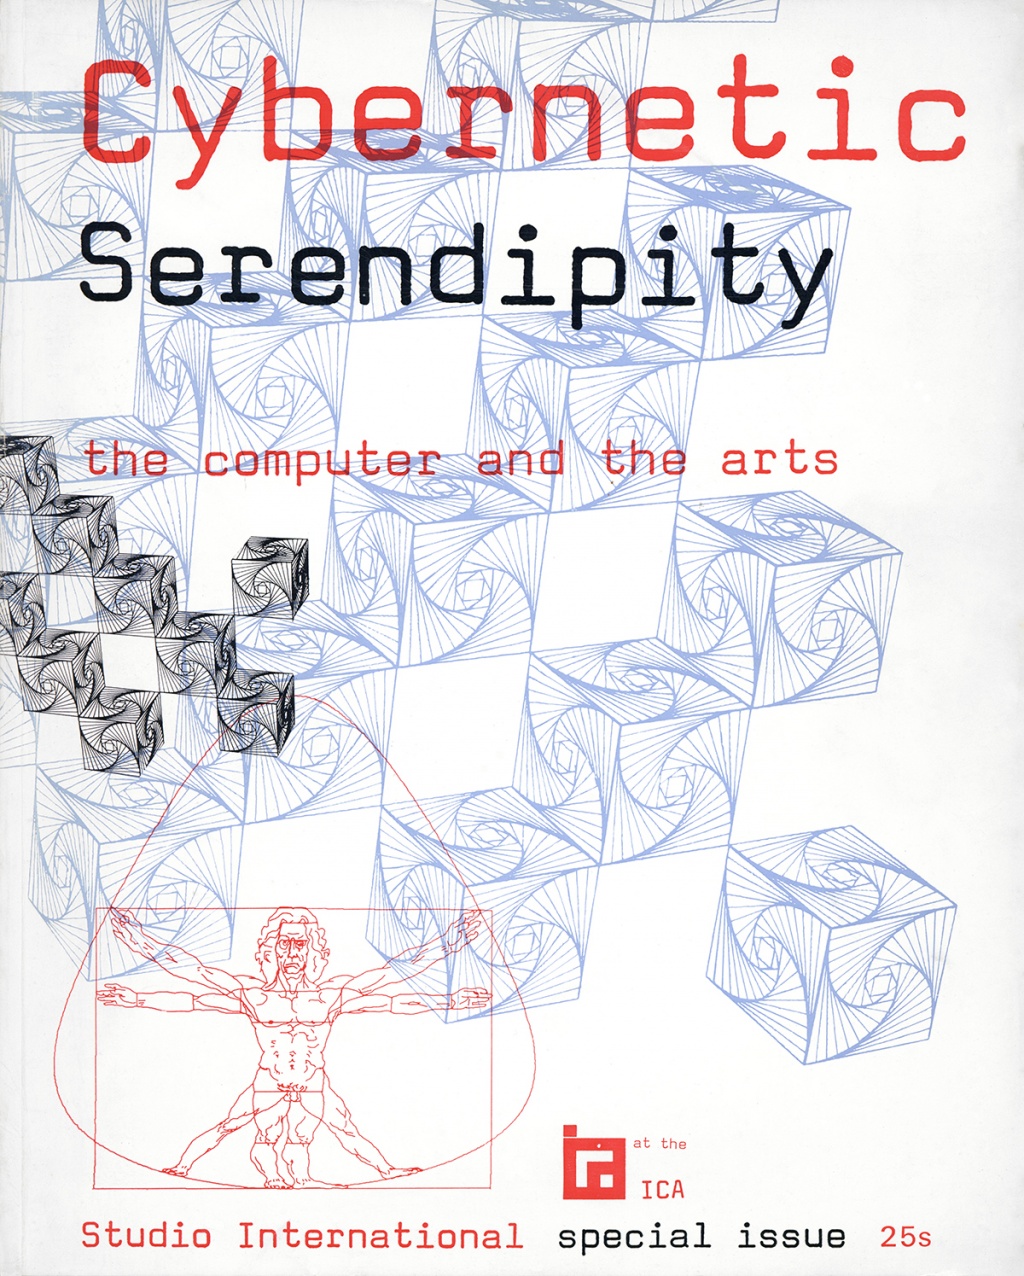 Cybernetic
Serendipity
the computer and the arts
at the
ICA
Studio International special issue 25s